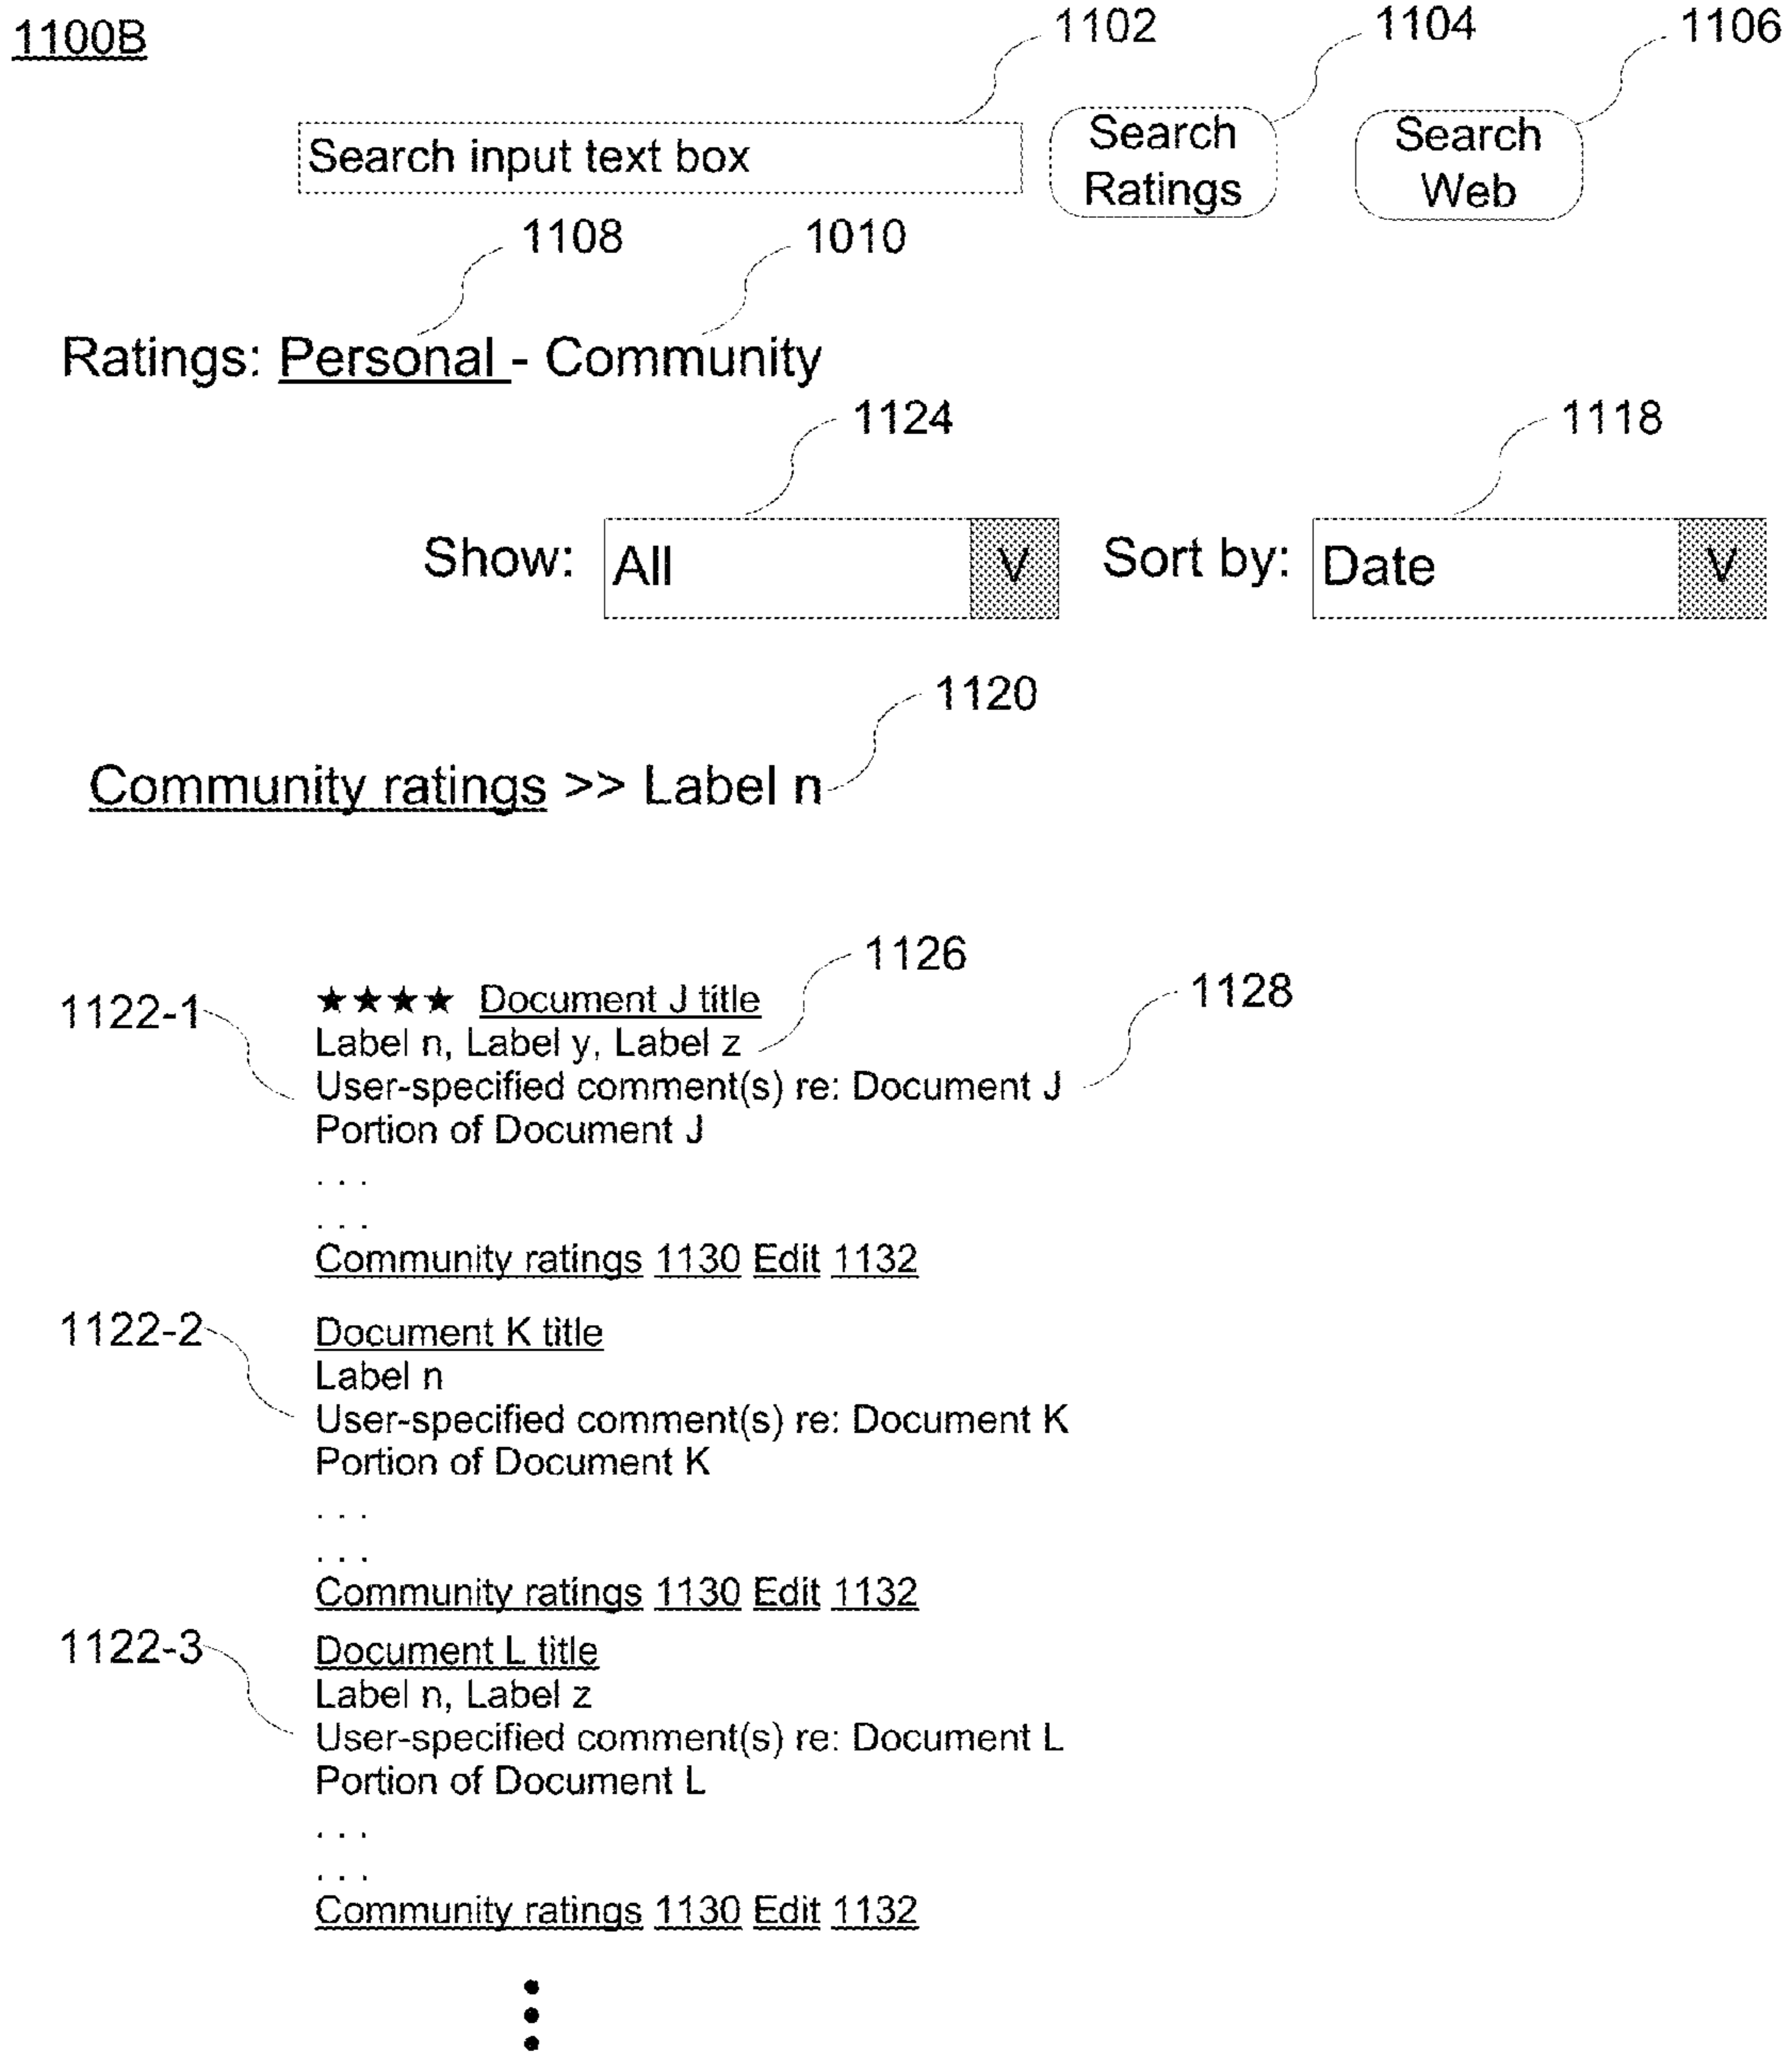 1100B
1102
1104
1106
Search input text box
Search
Ratings
Search
Web
1108
1010
Ratings: Personal - Community
1124
1118
Show: All V Sort by: Date V
1120
Community ratings >> Label n
1126
1128
1122-1
★★★★ Document J title
Label n, Label y, Label z
User-specified comment(s) re: Document J
Portion of Document J
. . .
. . .
Community ratings 1130 Edit 1132
1122-2
Document K title
Label n
User-specified comment(s) re: Document K
Portion of Document K
. . .
. . .
Community ratings 1130 Edit 1132
1122-3
Document L title
Label n, Label z
User-specified comment(s) re: Document L
Portion of Document L
. . .
. . .
Community ratings 1130 Edit 1132